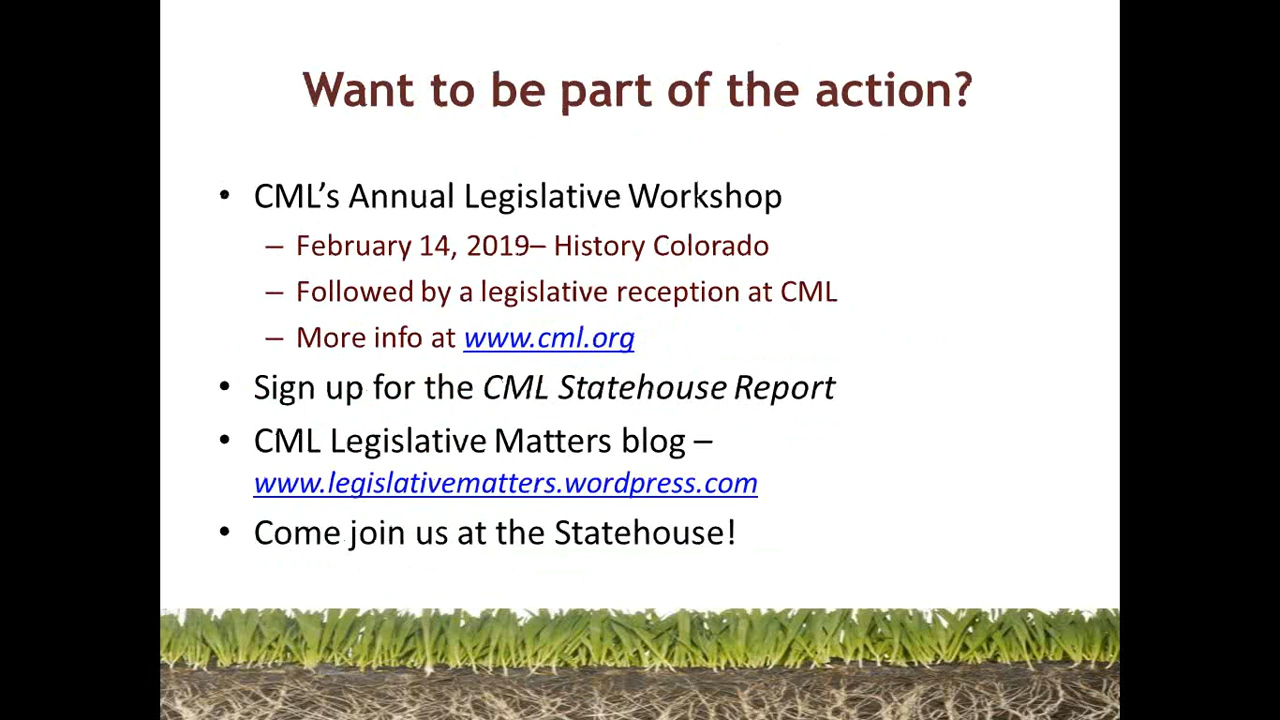 Want to be part of the action?
• CML's Annual Legislative Workshop
– February 14, 2019– History Colorado
– Followed by a legislative reception at CML
– More info at www.cml.org
• Sign up for the CML Statehouse Report
• CML Legislative Matters blog –
www.legislativematters.wordpress.com
• Come join us at the Statehouse!